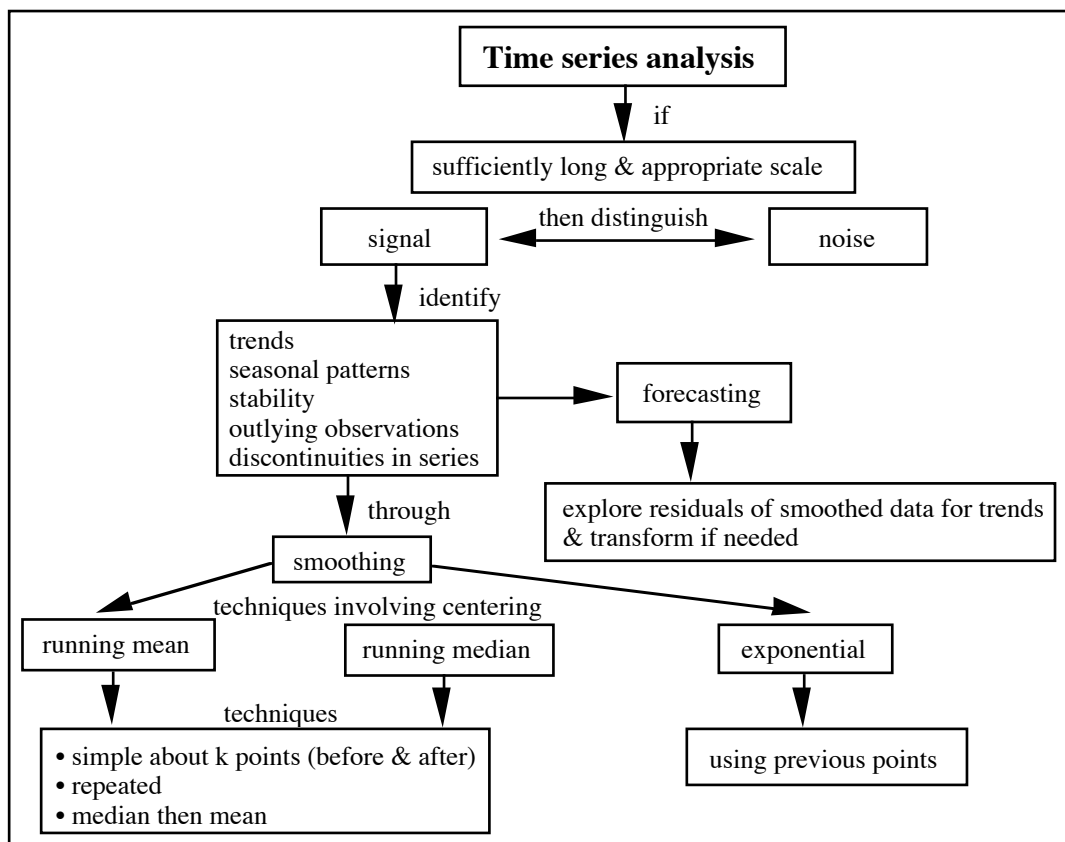 Time series analysis
if
sufficiently long & appropriate scale
then distinguish
signal
noise
identify
trends
seasonal patterns
stability
outlying observations
discontinuities in series
forecasting
through
explore residuals of smoothed data for trends
& transform if needed
smoothing
techniques involving centering
running mean
running median
exponential
techniques
• simple about k points (before & after)
• repeated
• median then mean
using previous points